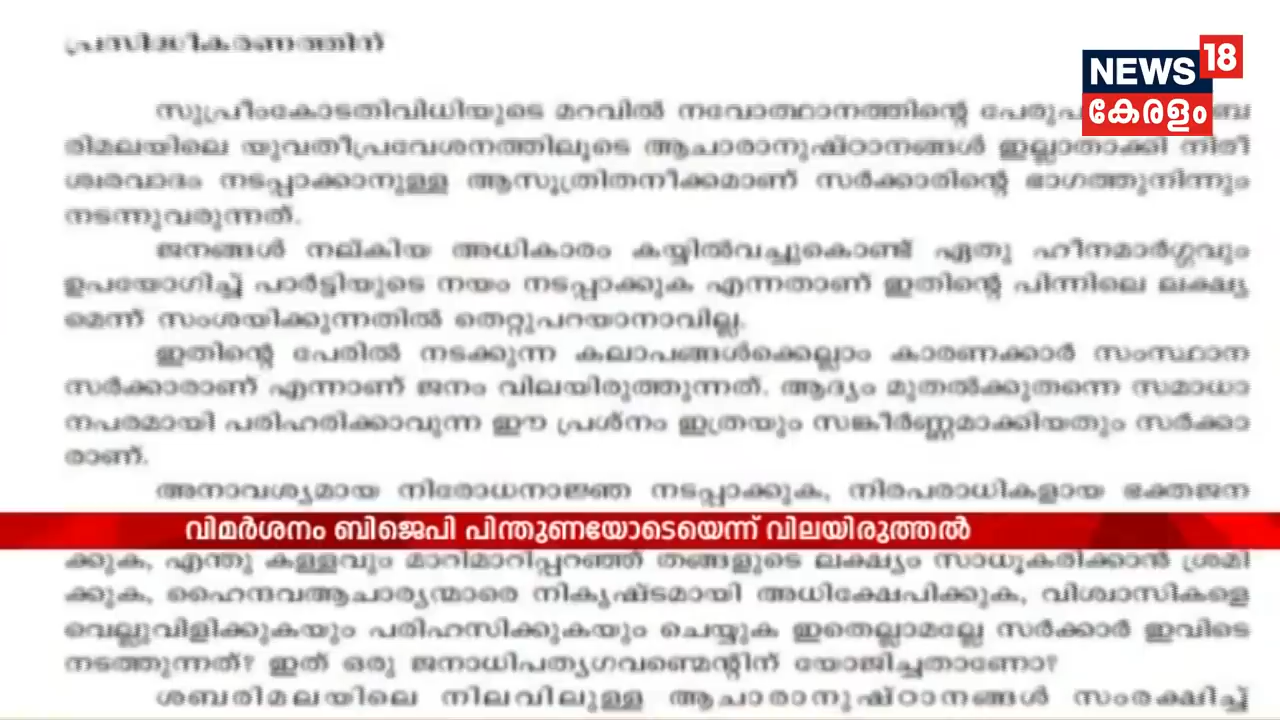 പ്രസിദ്ധീകരണത്തിന്
NEWS 18
കേരളം
സുപ്രീംകോടതിവിധിയുടെ മറവിൽ നവോത്ഥാനത്തിന്റെ
രിമലയിലെ യുവതീപ്രവേശനത്തിലൂടെ ആചാരാനുഷ്ഠാനങ്ങൾ ഇല്ലാതാക്കി നിരീ
ശ്വരവാദം നടപ്പാക്കാനുള്ള ആസൂത്രിതനീക്കമാണ് സർക്കാരിന്റെ ഭാഗത്തുനിന്നും
നടന്നുവരുന്നത്.
ജനങ്ങൾ നല്കിയ അധികാരം കയ്യിൽവച്ചുകൊണ്ട് ഏതു ഹീനമാർഗ്ഗവും
ഉപയോഗിച്ച് പാർട്ടിയുടെ നയം നടപ്പാക്കുക എന്നതാണ് ഇതിന്റെ പിന്നിലെ ലക്ഷ്യ
മെന്ന് സംശയിക്കുന്നതിൽ തെറ്റുപറയാനാവില്ല.
ഇതിന്റെ പേരിൽ നടക്കുന്ന കലാപങ്ങൾക്കെല്ലാം കാരണക്കാർ സംസ്ഥാന
സർക്കാരാണ് എന്നാണ് ജനം വിലയിരുത്തുന്നത്. ആദ്യം മുതൽക്കുതന്നെ സമാധാ
നപരമായി പരിഹരിക്കാവുന്ന ഈ പ്രശ്നം ഇത്രയും സങ്കീർണ്ണമാക്കിയതും സർക്കാ
രാണ്.
അനാവശ്യമായ നിരോധനാജ്ഞ നടപ്പാക്കുക, നിരപരാധികളായ ഭക്തജന
വിമർശനം ബിജെപി പിന്തുണയോടെയെന്ന് വിലയിരുത്തൽ
ക്കുക, എന്തു കള്ളവും മാറിമാറിപ്പറഞ്ഞ് തങ്ങളുടെ ലക്ഷ്യം സാധൂകരിക്കാൻ ശ്രമി
ക്കുക, ഹൈന്ദവആചാര്യന്മാരെ നികൃഷ്ടമായി അധിക്ഷേപിക്കുക, വിശ്വാസികളെ
വെല്ലുവിളിക്കുകയും പരിഹസിക്കുകയും ചെയ്യുക ഇതെല്ലാമല്ലേ സർക്കാർ ഇവിടെ
നടത്തുന്നത്? ഇത് ഒരു ജനാധിപത്യഗവണ്മെന്റിന് യോജിച്ചതാണോ?
ശബരിമലയിലെ നിലവിലുള്ള ആചാരാനുഷ്ഠാനങ്ങൾ സംരക്ഷിച്ച്